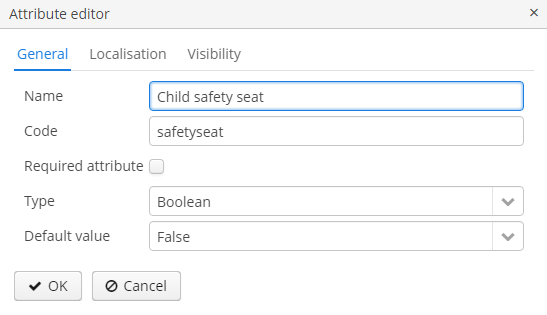 Attribute editor ×
General Localisation Visibility
Name Child safety seat
Code safetyseat
Required attribute
Type Boolean
Default value False
OK Cancel